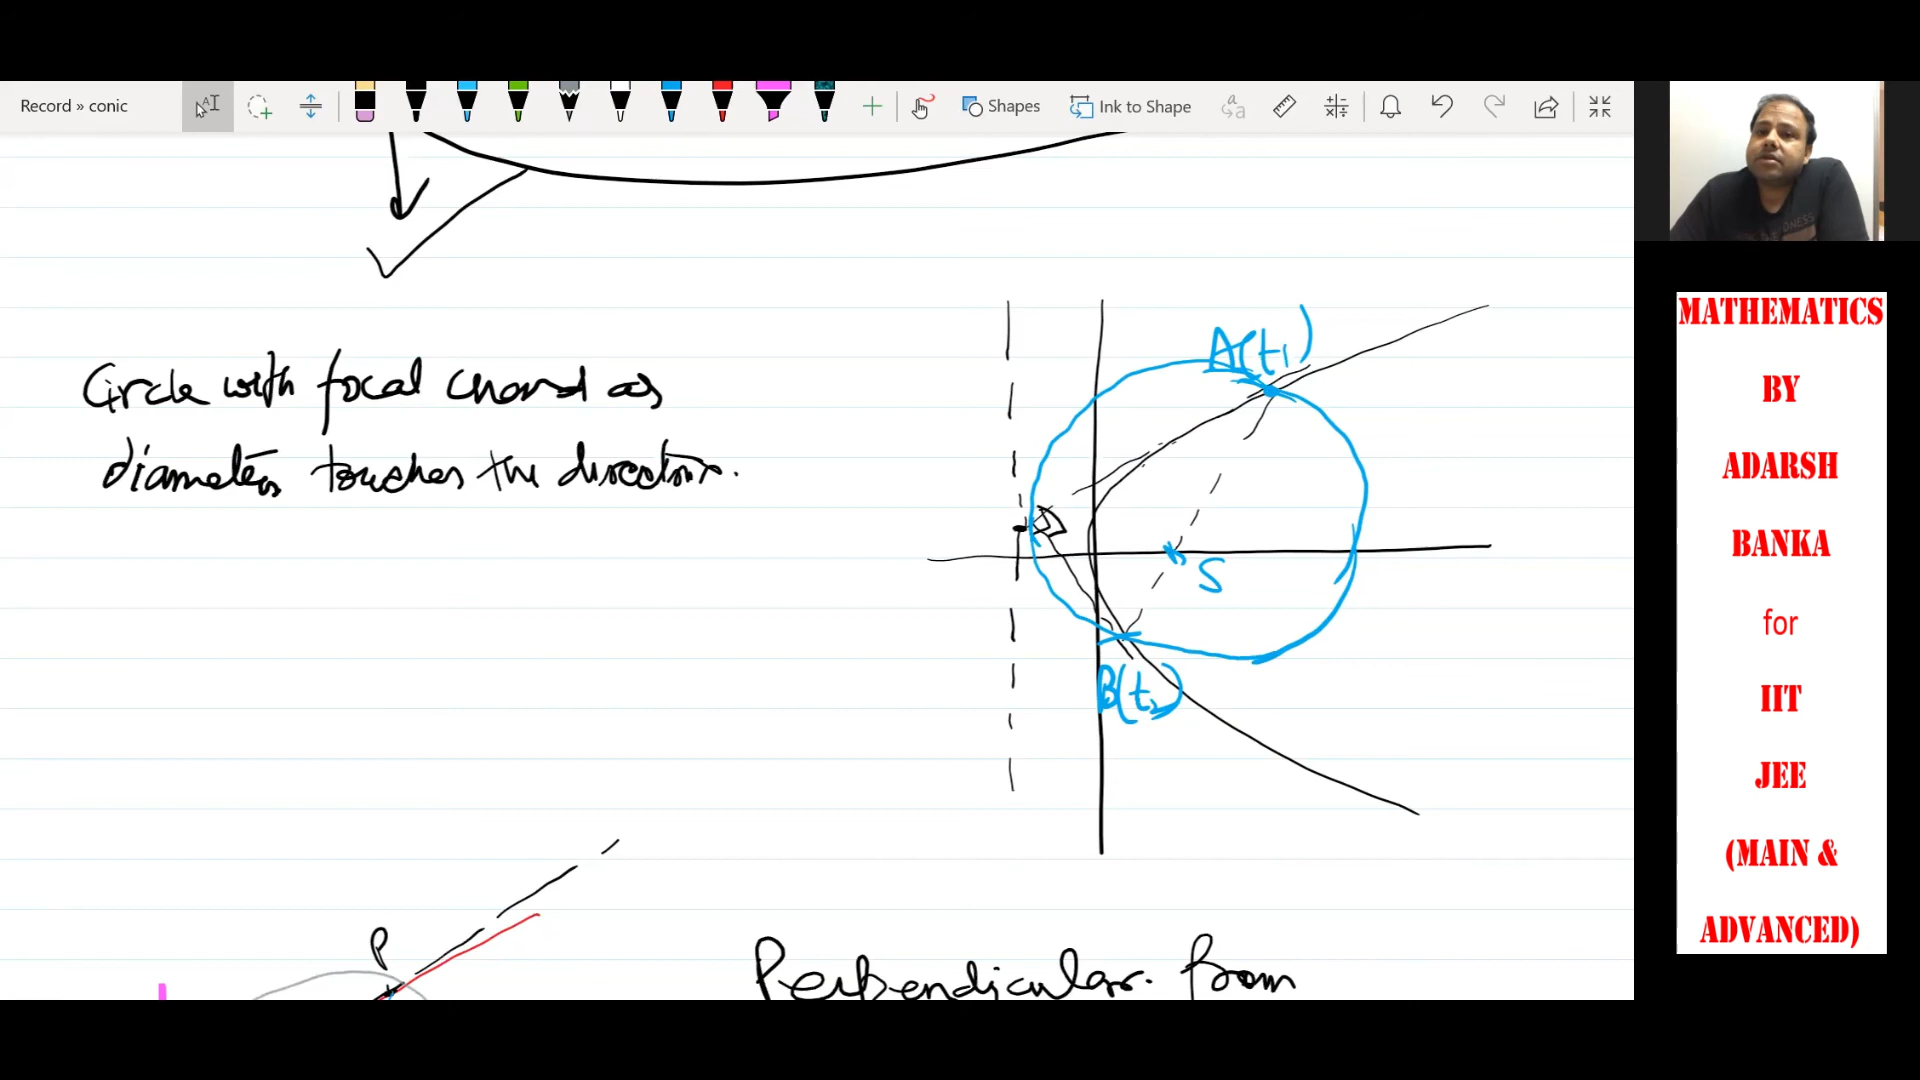 Record » conic
Shapes
Ink to Shape
Circle with focal chord as
diameter touches the directrix.
A(t₁)
S
B(t₂)
P
Perpendicular from
MATHEMATICS
BY
ADARSH
BANKA
for
IIT
JEE
(MAIN &
ADVANCED)